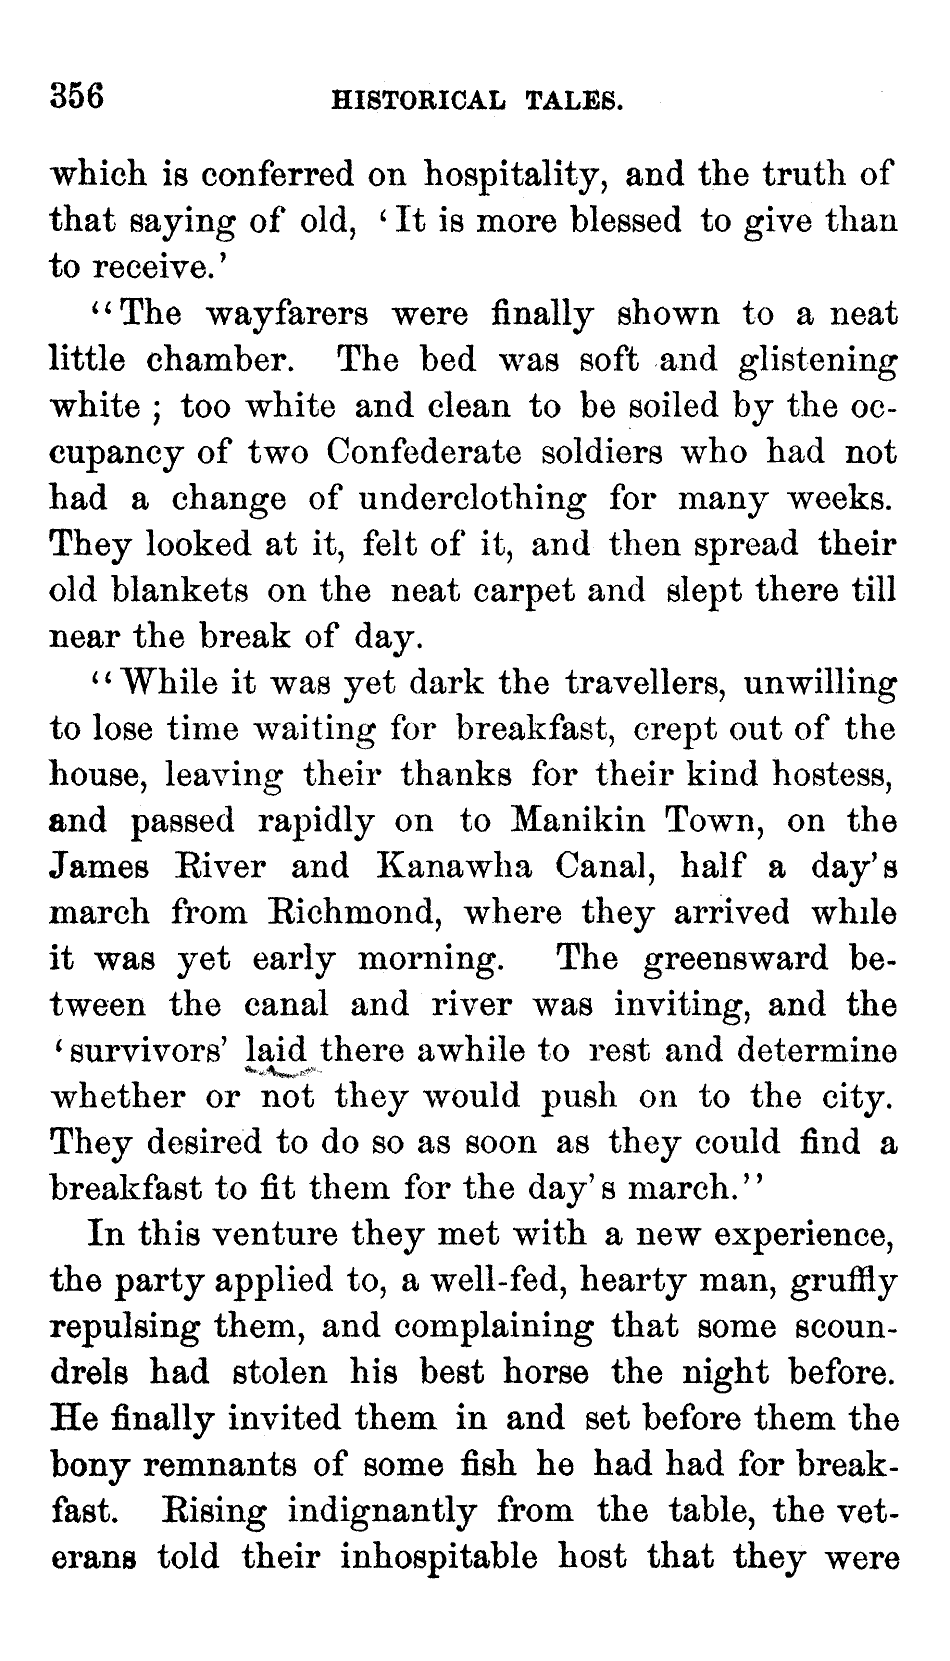 356 HISTORICAL TALES.
which is conferred on hospitality, and the truth of
that saying of old, ‘It is more blessed to give than
to receive.’
“The wayfarers were finally shown to a neat
little chamber. The bed was soft and glistening
white; too white and clean to be soiled by the oc-
cupancy of two Confederate soldiers who had not
had a change of underclothing for many weeks.
They looked at it, felt of it, and then spread their
old blankets on the neat carpet and slept there till
near the break of day.
“While it was yet dark the travellers, unwilling
to lose time waiting for breakfast, crept out of the
house, leaving their thanks for their kind hostess,
and passed rapidly on to Manikin Town, on the
James River and Kanawha Canal, half a day’s
march from Richmond, where they arrived while
it was yet early morning. The greensward be-
tween the canal and river was inviting, and the
‘survivors’ laid there awhile to rest and determine
whether or not they would push on to the city.
They desired to do so as soon as they could find a
breakfast to fit them for the day’s march.”
In this venture they met with a new experience,
the party applied to, a well-fed, hearty man, gruffly
repulsing them, and complaining that some scoun-
drels had stolen his best horse the night before.
He finally invited them in and set before them the
bony remnants of some fish he had had for break-
fast. Rising indignantly from the table, the vet-
erans told their inhospitable host that they were